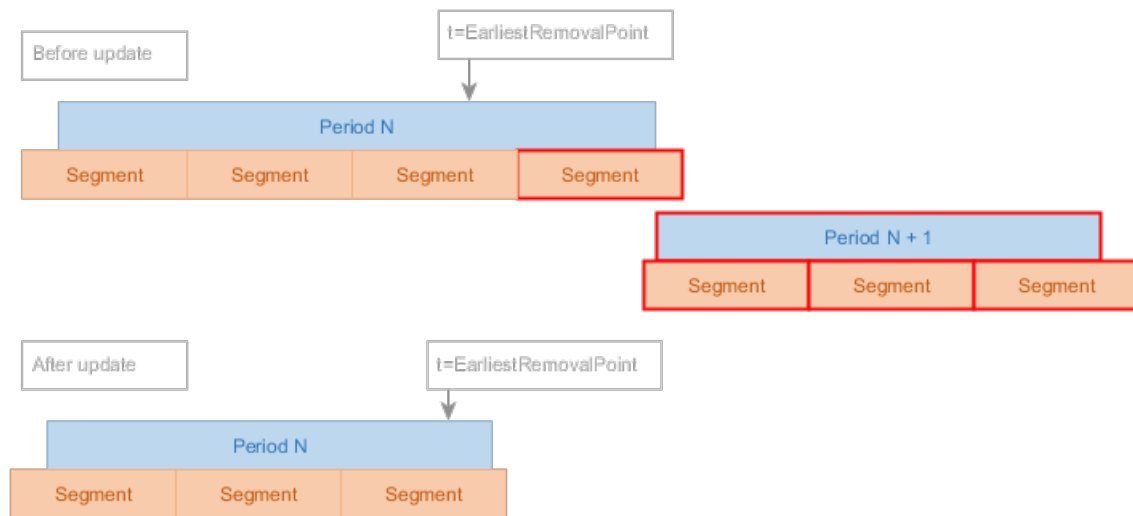 t=EarliestRemovalPoint
Before update
Period N
Segment Segment Segment Segment
Period N + 1
Segment Segment Segment
After update
t=EarliestRemovalPoint
Period N
Segment Segment Segment